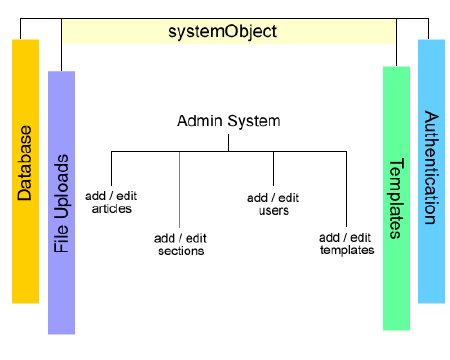 systemObject
Database
File Uploads
Admin System
add / edit
articles
add / edit
sections
add / edit
users
add / edit
templates
Templates
Authentication